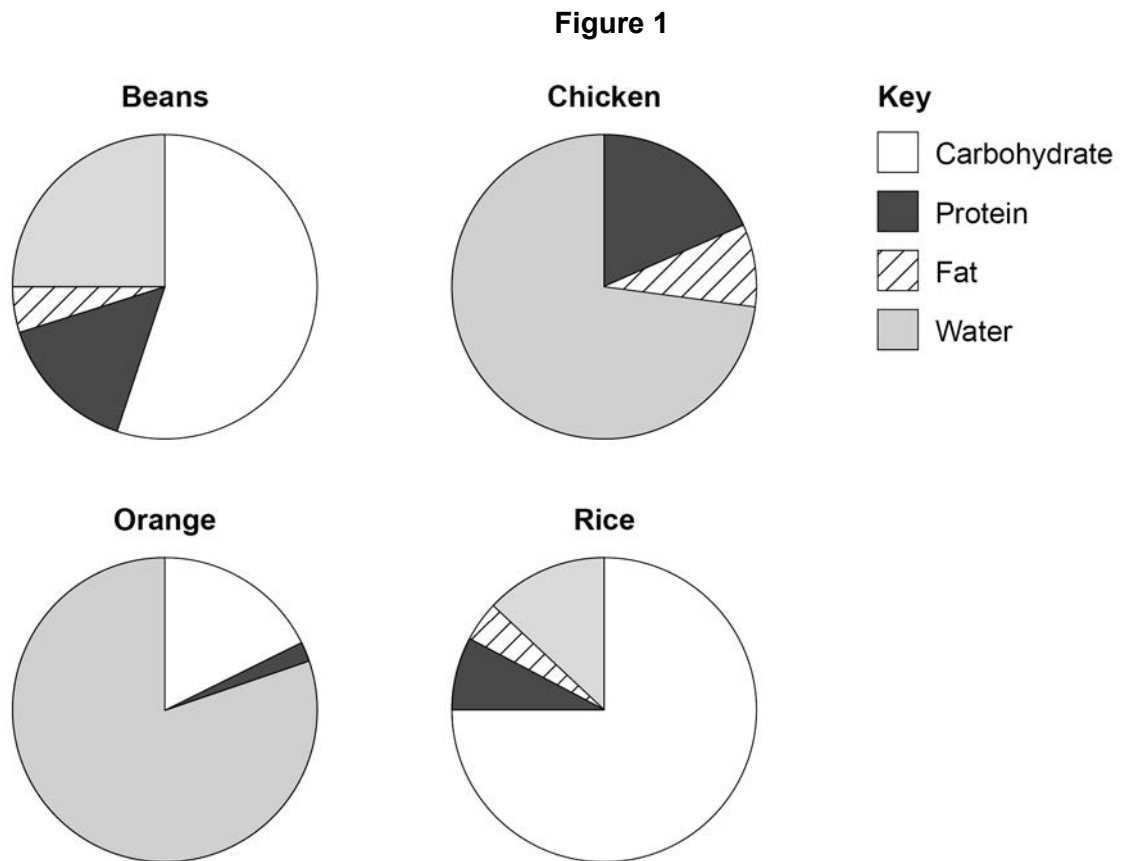 Figure 1
Beans
Chicken
Key
Carbohydrate
Protein
Fat
Water
Orange
Rice